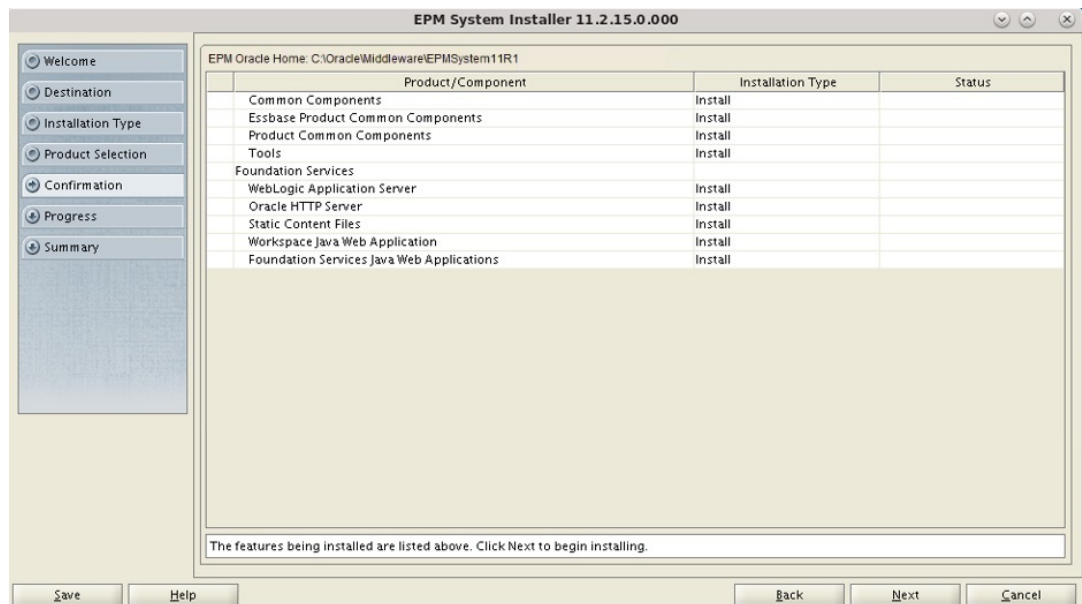 EPM System Installer 11.2.15.0.000
Welcome
Destination
Installation Type
Product Selection
Confirmation
Progress
Summary
EPM Oracle Home: C:\Oracle\Middleware\EPMSystem11R1
Product/Component Installation Type Status
Common Components Install
Essbase Product Common Components Install
Product Common Components Install
Tools Install
Foundation Services
WebLogic Application Server Install
Oracle HTTP Server Install
Static Content Files Install
Workspace Java Web Application Install
Foundation Services Java Web Applications Install
The features being installed are listed above. Click Next to begin installing.
Save Help Back Next Cancel